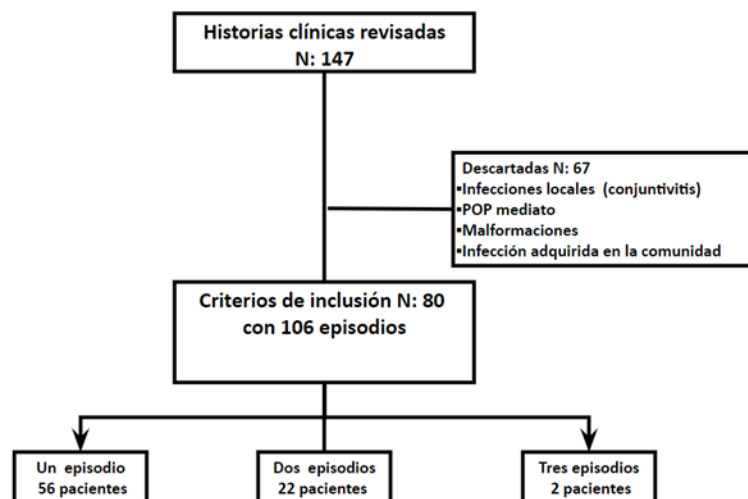 Historias clínicas revisadas
N: 147
Descartadas N: 67
▪Infecciones locales (conjuntivitis)
▪POP mediato
▪Malformaciones
▪Infección adquirida en la comunidad
Criterios de inclusión N: 80
con 106 episodios
Un episodio
56 pacientes
Dos episodios
22 pacientes
Tres episodios
2 pacientes